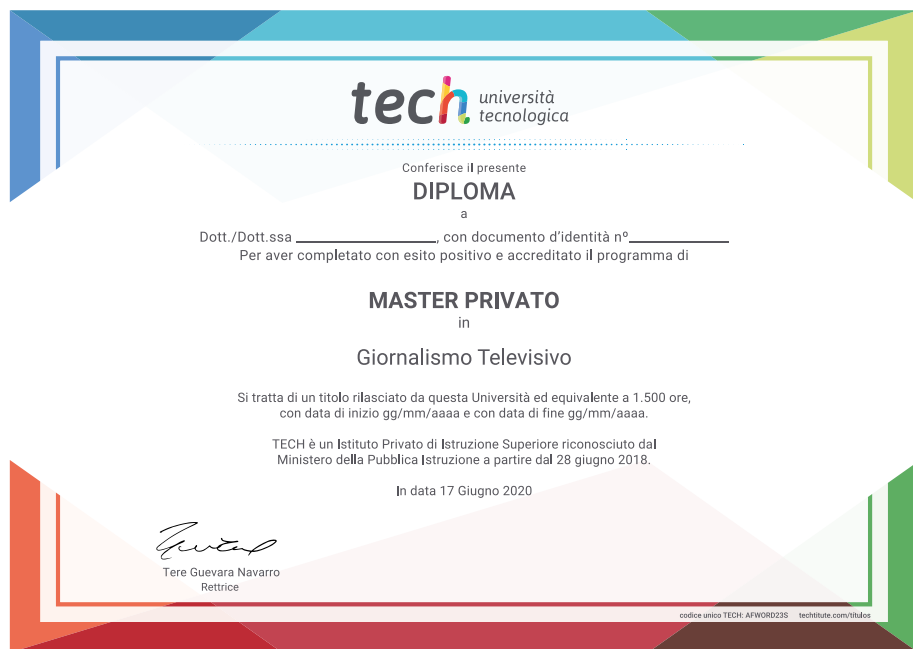 tech università
tecnologica
Conferisce il presente
DIPLOMA
a
Dott./Dott.ssa ____________________, con documento d'identità nº______________
Per aver completato con esito positivo e accreditato il programma di
MASTER PRIVATO
in
Giornalismo Televisivo
Si tratta di un titolo rilasciato da questa Università ed equivalente a 1.500 ore,
con data di inizio gg/mm/aaaa e con data di fine gg/mm/aaaa.
TECH è un Istituto Privato di Istruzione Superiore riconosciuto dal
Ministero della Pubblica Istruzione a partire dal 28 giugno 2018.
In data 17 Giugno 2020
Tere Guevara Navarro
Rettrice
codice unico TECH: AFWORD23S techtitute.com/titulos